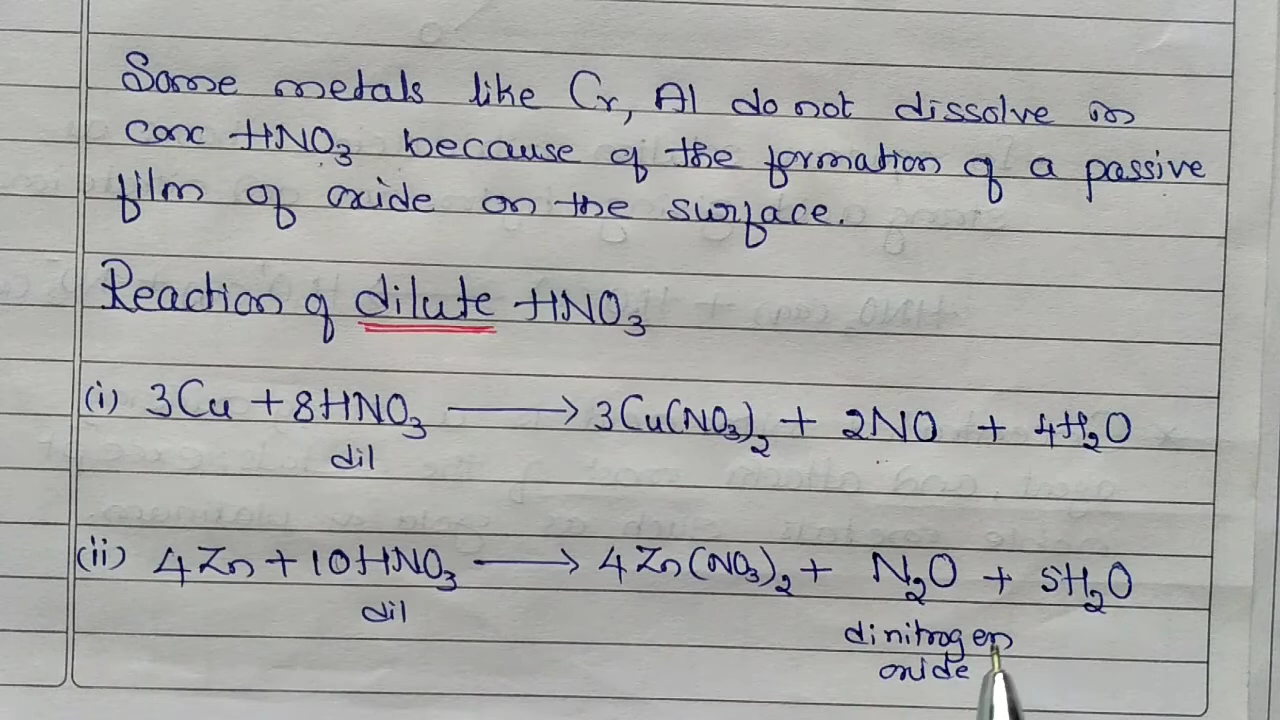 Some metals like Cr, Al do not dissolve in
conc HNO₃ because of the formation of a passive
film of oxide on the surface.
Reaction of dilute HNO₃
(i) 3Cu + 8HNO₃ ⟶ 3Cu(NO₃)₂ + 2NO + 4H₂O
dil
(ii) 4Zn + 10HNO₃ ⟶ 4Zn(NO₃)₂ + N₂O + 5H₂O
dil
dinitrogen
oxide